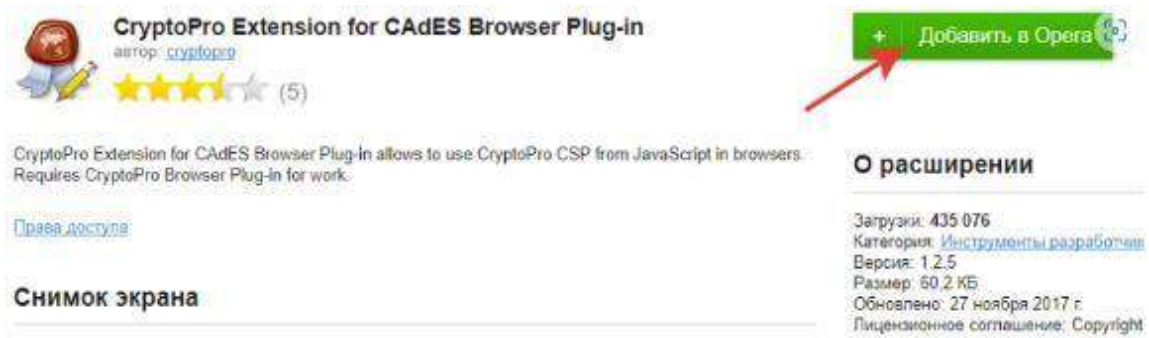 CryptoPro Extension for CAdES Browser Plug-in
автор: cryptopro
(5)
+ Добавить в Opera
CryptoPro Extension for CAdES Browser Plug-in allows to use CryptoPro CSP from JavaScript in browsers.
Requires CryptoPro Browser Plug-in for work.
Права доступа
Снимок экрана
О расширении
Загрузки: 435 076
Категория: Инструменты разработчик
Версия: 1.2.5
Размер: 60,2 КБ
Обновлено: 27 ноября 2017 г.
Лицензионное соглашение: Copyright